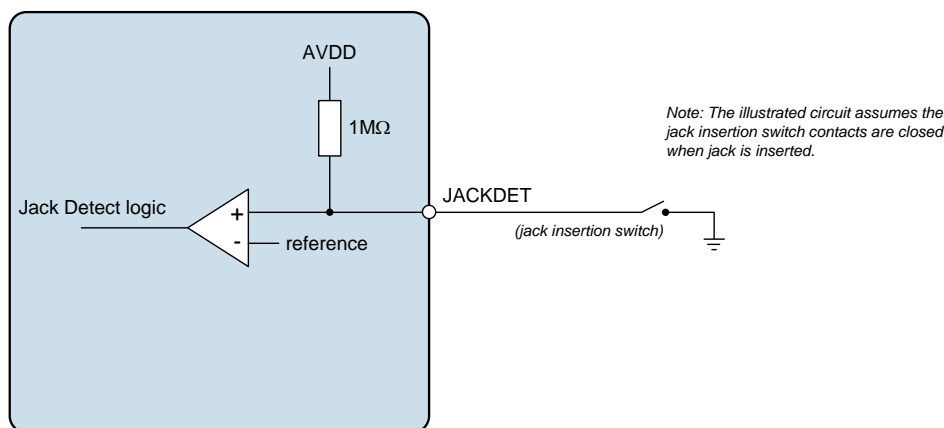 AVDD
1MΩ
Note: The illustrated circuit assumes the
jack insertion switch contacts are closed
when jack is inserted.
JACKDET
Jack Detect logic
+
-
reference
(jack insertion switch)